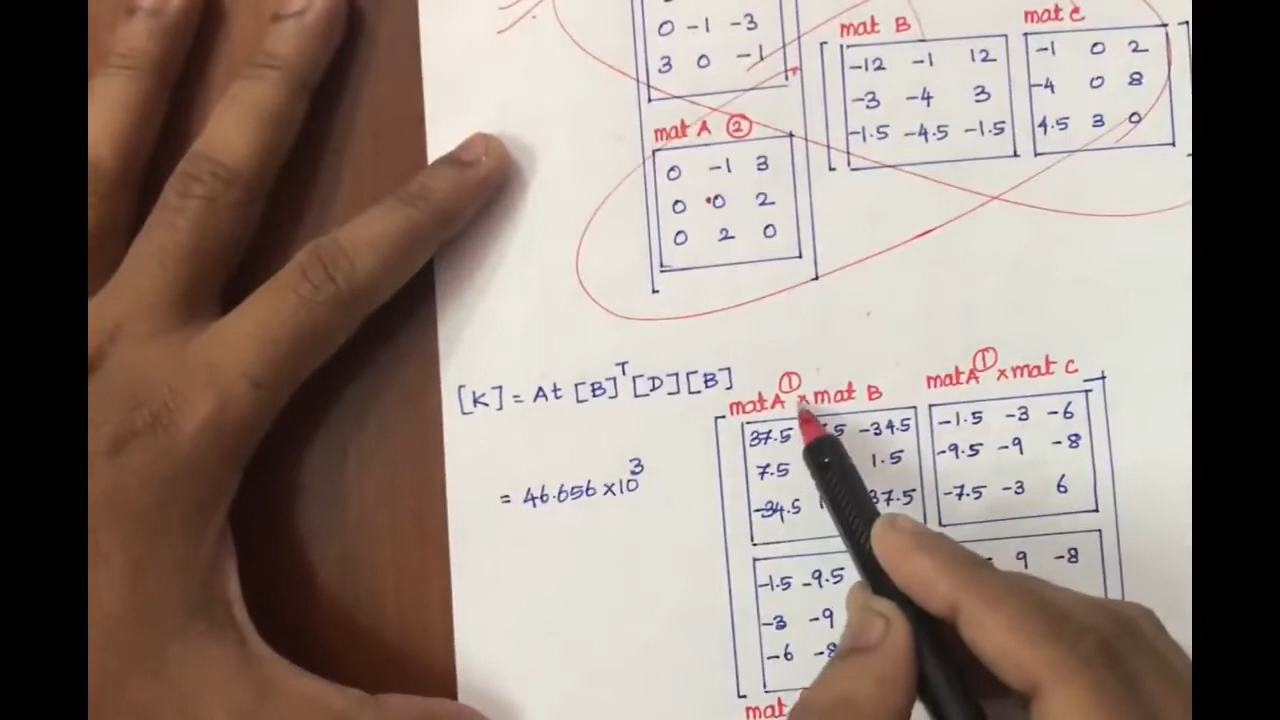 0 -1 -3
3 0 -1
mat A ②
0 -1 3
0 0 2
0 2 0
mat B
-12 -1 12
-3 -4 3
-1.5 -4.5 -1.5
mat C
-1 0 2
-4 0 8
4.5 3 0
[K] = At [B]ᵀ [D][B]
= 46.656 × 10³
mat A ① × mat B
37.5 -34.5
7.5 1.5
-34.5 37.5
mat A ① × mat C
-1.5 -3 -6
-9.5 -9 -8
-7.5 -3 6
-1.5 -9.5
-3 -9
-6
9 -8
mat